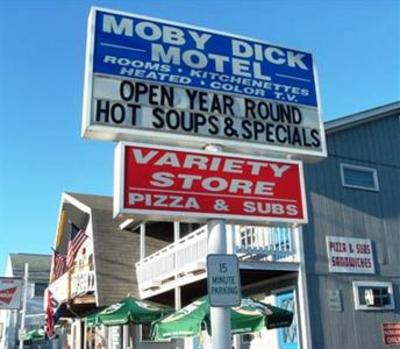 MOBY DICK
MOTEL
ROOMS • KITCHENETTES
HEATED • COLOR T.V.
OPEN YEAR ROUND
HOT SOUPS & SPECIALS
VARIETY
STORE
PIZZA & SUBS
15
MINUTE
PARKING
PIZZA & SUBS
SANDWICHES